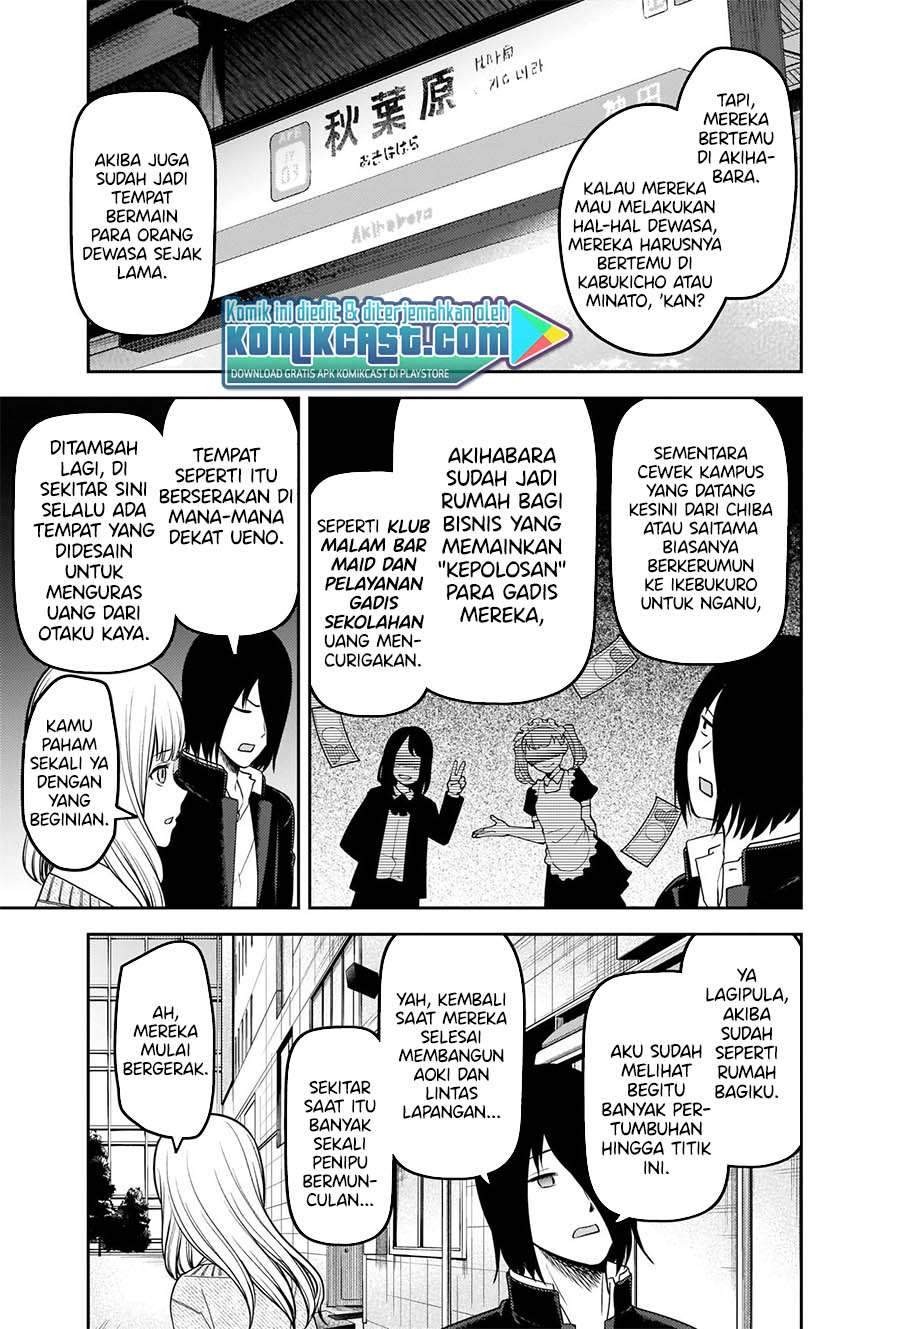 TAPI,
MEREKA
BERTEMU
DI AKIHA-
BARA.
KALAU MEREKA
MAU MELAKUKAN
HAL-HAL DEWASA,
MEREKA HARUSNYA
BERTEMU DI
KABUKICHO ATAU
MINATO, 'KAN?
秋葉原
あきはばら
Akihabara
AKIBA JUGA
SUDAH JADI
TEMPAT
BERMAIN
PARA ORANG
DEWASA SEJAK
LAMA.
Komik ini diedit & diterjemahkan oleh
KOMIKCAST.COM
DOWNLOAD GRATIS APK KOMIKCAST DI PLAYSTORE
SEMENTARA
CEWEK KAMPUS
YANG DATANG
KESINI DARI CHIBA
ATAU SAITAMA
BIASANYA
BERKERUMUN
KE IKEBUKURO
UNTUK NGANU,
AKIHABARA
SUDAH JADI
RUMAH BAGI
BISNIS YANG
MEMAINKAN
"KEPOLOSAN"
PARA GADIS
MEREKA,
SEPERTI KLUB
MALAM BAR
MAID DAN
PELAYANAN
GADIS
SEKOLAHAN
UANG MEN-
CURIGAKAN.
TEMPAT
SEPERTI ITU
BERSERAKAN DI
MANA-MANA
DEKAT UENO.
DITAMBAH
LAGI, DI
SEKITAR SINI
SELALU ADA
TEMPAT YANG
DIDESAIN
UNTUK
MENGURAS
UANG DARI
OTAKU KAYA.
KAMU
PAHAM
SEKALI YA
DENGAN
YANG
BEGINIAN.
YA
LAGIPULA,
AKIBA
SUDAH
SEPERTI
RUMAH
BAGIKU.
AKU SUDAH
MELIHAT
BEGITU
BANYAK PER-
TUMBUHAN
HINGGA TITIK
INI.
YAH, KEMBALI
SAAT MEREKA
SELESAI
MEMBANGUN
AOKI DAN
LINTAS
LAPANGAN...
SEKITAR
SAAT ITU
BANYAK
SEKALI
PENIPU
BERMUN-
CULAN...
AH,
MEREKA
MULAI
BERGERAK.